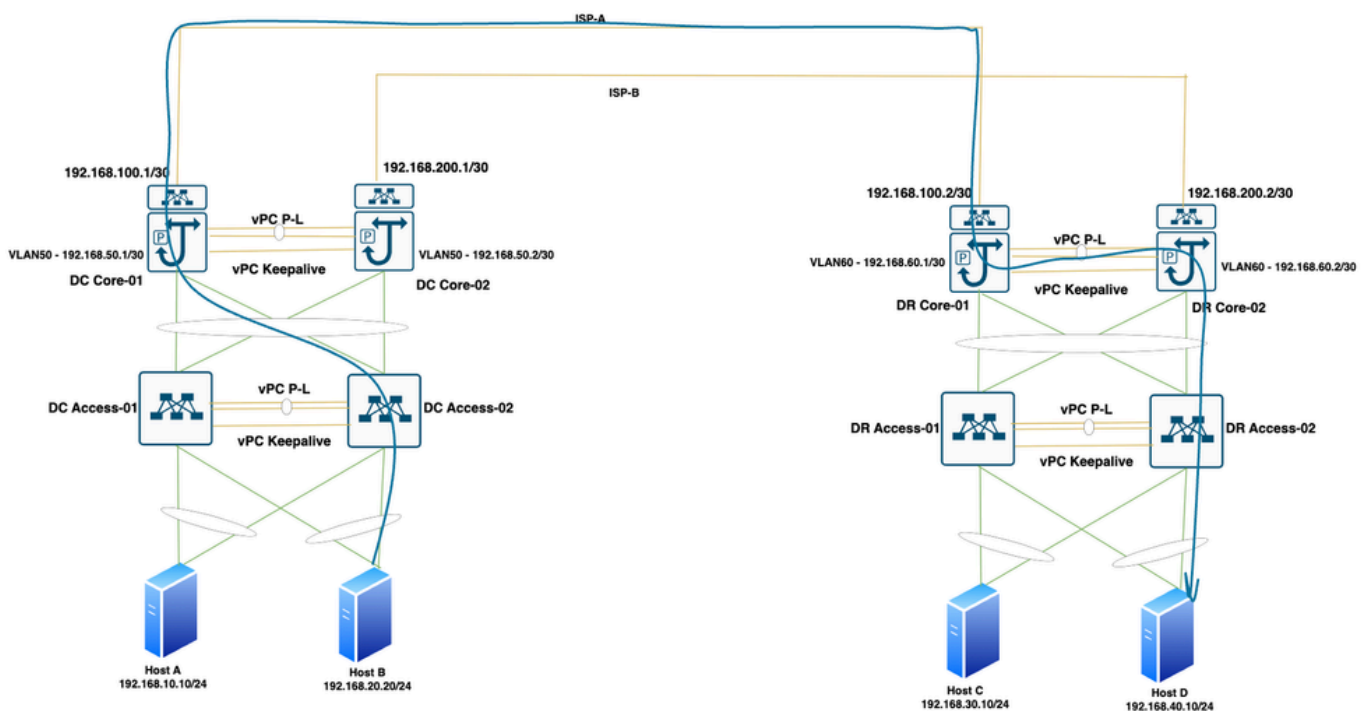 ISP-A
ISP-B
192.168.100.1/30
192.168.200.1/30
vPC P-L
P
P
VLAN50 - 192.168.50.1/30
VLAN50 - 192.168.50.2/30
vPC Keepalive
DC Core-01
DC Core-02
vPC P-L
DC Access-01
DC Access-02
vPC Keepalive
Host A
192.168.10.10/24
Host B
192.168.20.20/24
192.168.100.2/30
192.168.200.2/30
vPC P-L
P
P
VLAN60 - 192.168.60.1/30
VLAN60 - 192.168.60.2/30
vPC Keepalive
DR Core-01
DR Core-02
vPC P-L
DR Access-01
DR Access-02
vPC Keepalive
Host C
192.168.30.10/24
Host D
192.168.40.10/24